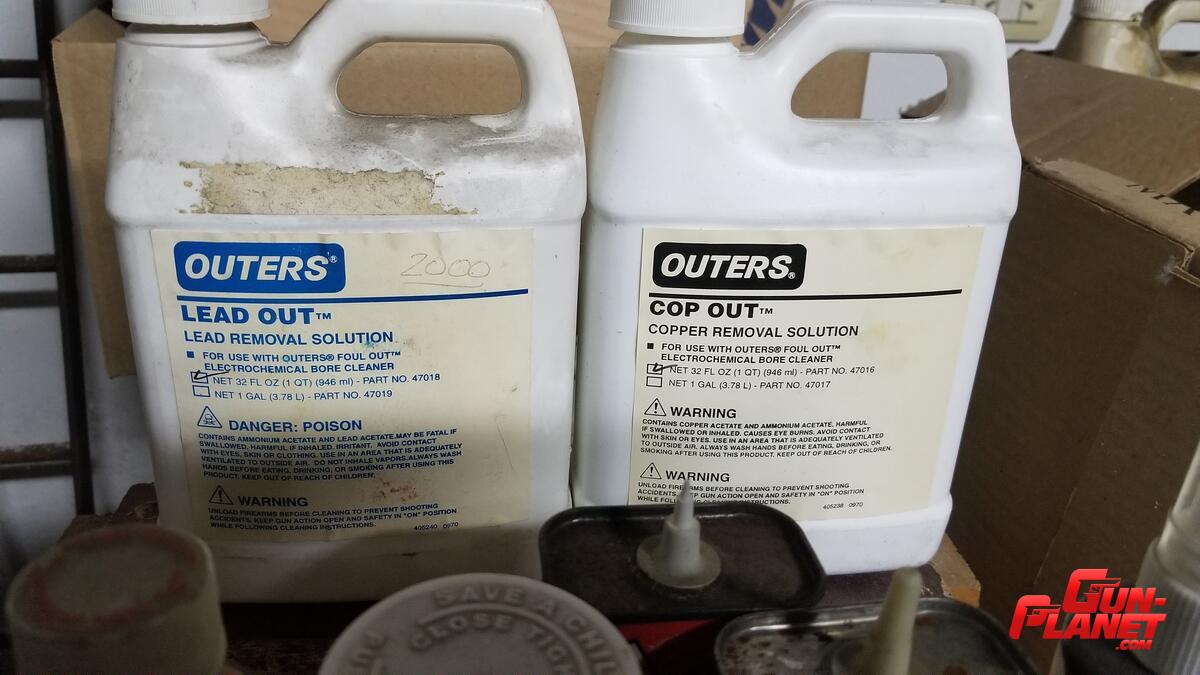 OUTERS®
2000
LEAD OUT™
LEAD REMOVAL SOLUTION
■ FOR USE WITH OUTERS® FOUL OUT™
ELECTROCHEMICAL BORE CLEANER
NET 32 FL OZ (1 QT) (946 ml) - PART NO. 47018
NET 1 GAL (3.78 L) - PART NO. 47019
DANGER: POISON
CONTAINS AMMONIUM ACETATE AND LEAD ACETATE. MAY BE FATAL IF
SWALLOWED. HARMFUL IF INHALED. IRRITANT. AVOID CONTACT
WITH SKIN, EYES OR CLOTHING. USE IN AN AREA THAT IS ADEQUATELY
VENTILATED TO OUTSIDE AIR. DO NOT INHALE VAPORS. ALWAYS WASH
HANDS BEFORE EATING, DRINKING, OR SMOKING AFTER USING THIS
PRODUCT. KEEP OUT OF REACH OF CHILDREN.
WARNING
UNLOAD FIREARMS BEFORE CLEANING TO PREVENT SHOOTING
ACCIDENTS. KEEP GUN ACTION OPEN AND SAFETY IN "ON" POSITION
WHILE FOLLOWING CLEANING INSTRUCTIONS.
405240 0970
OUTERS®
COP OUT™
COPPER REMOVAL SOLUTION
■ FOR USE WITH OUTERS® FOUL OUT™
ELECTROCHEMICAL BORE CLEANER
NET 32 FL OZ (1 QT) (946 ml) - PART NO. 47016
NET 1 GAL (3.78 L) - PART NO. 47017
WARNING
CONTAINS COPPER ACETATE AND AMMONIUM ACETATE. HARMFUL
IF SWALLOWED OR INHALED. CAUSES EYE BURNS. AVOID CONTACT
WITH SKIN OR EYES. USE IN AN AREA THAT IS ADEQUATELY VENTILATED
TO OUTSIDE AIR. ALWAYS WASH HANDS BEFORE EATING, DRINKING, OR
SMOKING AFTER USING THIS PRODUCT. KEEP OUT OF REACH OF CHILDREN.
WARNING
UNLOAD FIREARMS BEFORE CLEANING TO PREVENT SHOOTING
ACCIDENTS. KEEP GUN ACTION OPEN AND SAFETY IN "ON" POSITION
WHILE FOLLOWING CLEANING INSTRUCTIONS.
405238 0970
SAVE A CHIL
CLOSE TIGH
GUN-
PLANET
.COM